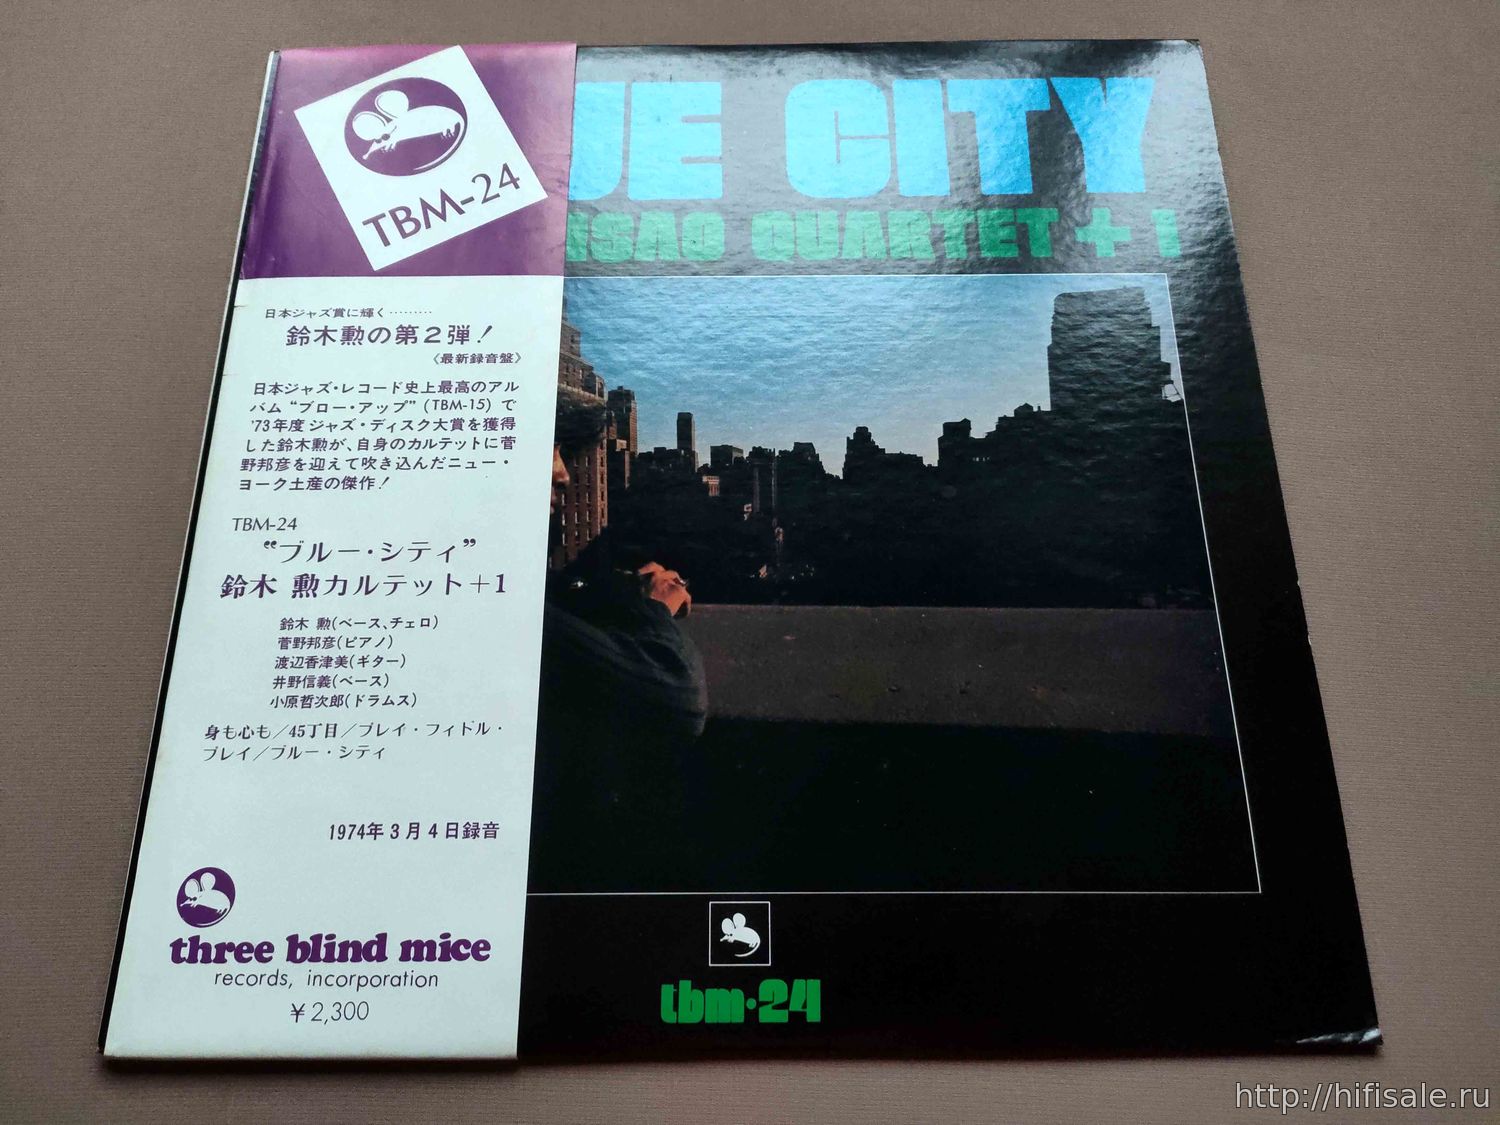 TBM-24
日本ジャズ賞に輝く………
鈴木勲の第2弾!
《最新録音盤》
日本ジャズ・レコード史上最高のアル
バム“ブロー・アップ”(TBM-15)で
'73年度ジャズ・ディスク大賞を獲得
した鈴木勲が、自身のカルテットに菅
野邦彦を迎えて吹き込んだニュー・
ヨーク土産の傑作!
TBM-24
“ブルー・シティ”
鈴木 勲カルテット+1
鈴木 勲(ベース、チェロ)
菅野邦彦(ピアノ)
渡辺香津美(ギター)
井野信義(ベース)
小原哲次郎(ドラムス)
身も心も/45丁目/プレイ・フィドル・
プレイ/ブルー・シティ
1974年3月4日録音
three blind mice
records, incorporation
¥2,300
UE CITY
ISAO QUARTET + 1
tbm·24
http://hifisale.ru